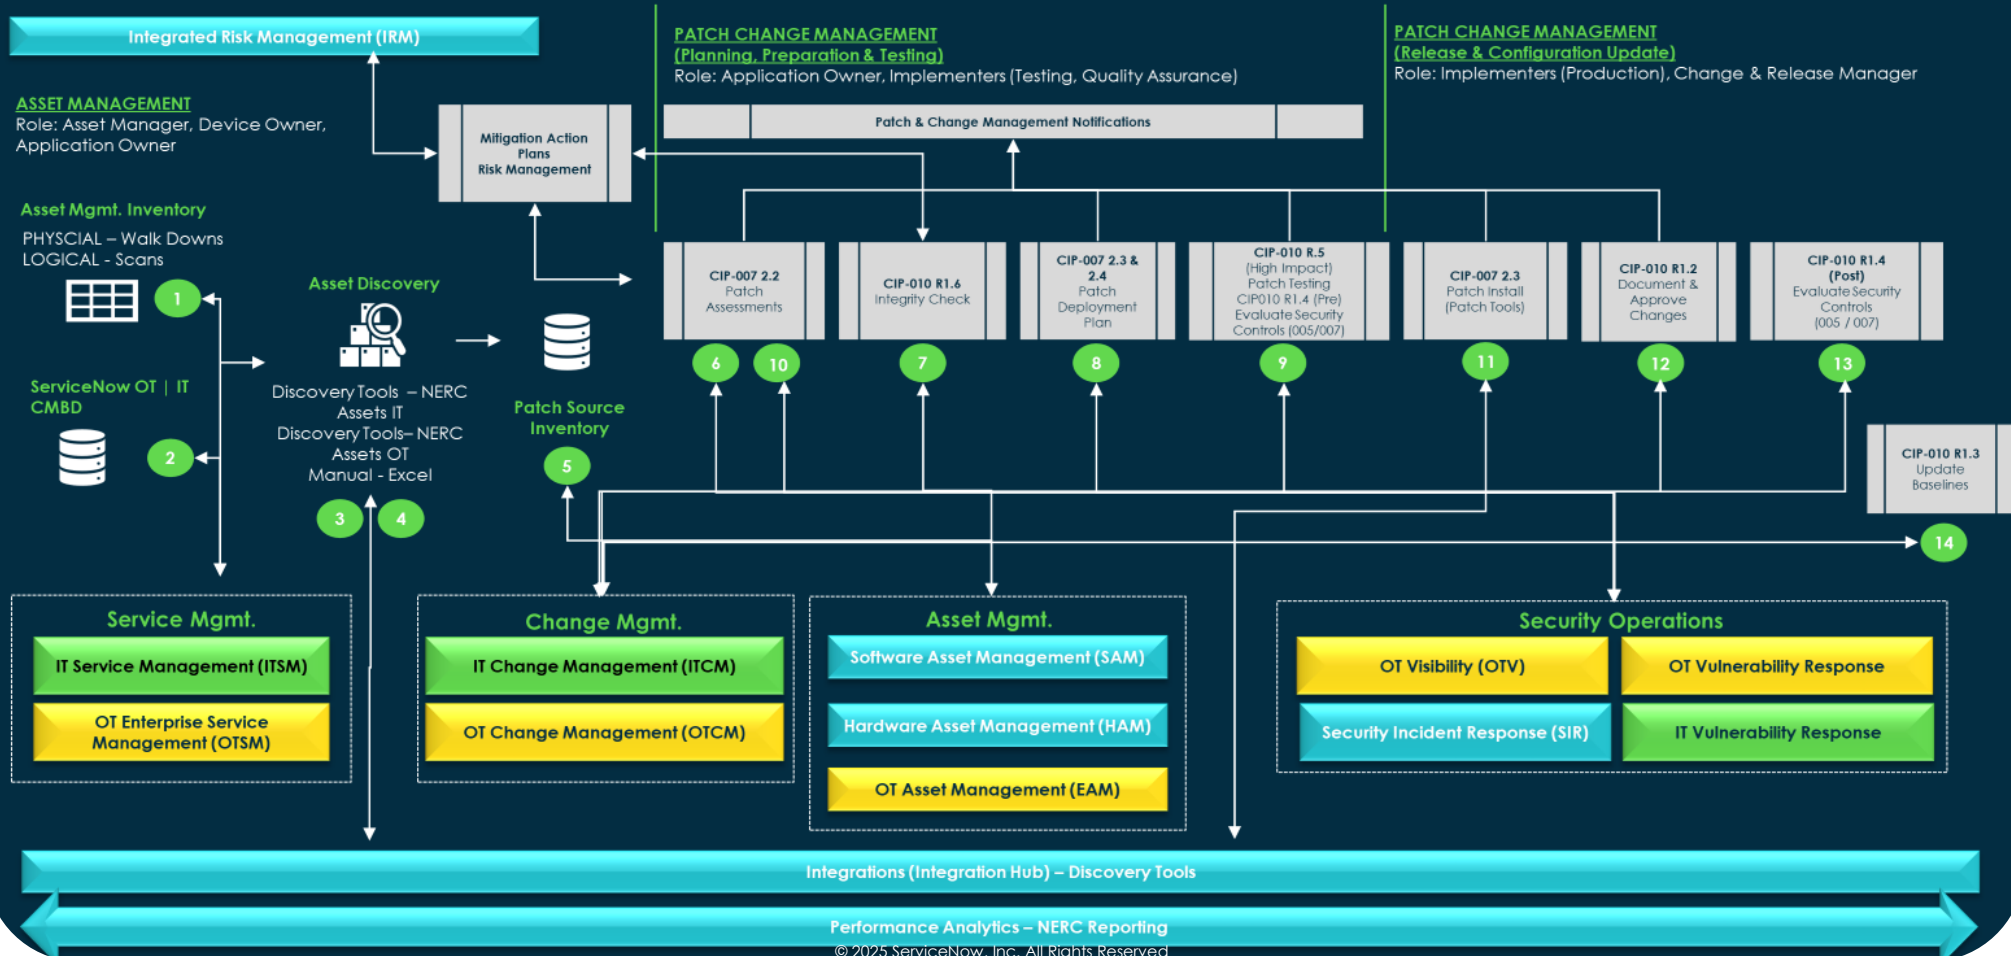 Integrated Risk Management (IRM)
ASSET MANAGEMENT
Role: Asset Manager, Device Owner,
Application Owner
PATCH CHANGE MANAGEMENT
(Planning, Preparation & Testing)
Role: Application Owner, Implementers (Testing, Quality Assurance)
PATCH CHANGE MANAGEMENT
(Release & Configuration Update)
Role: Implementers (Production), Change & Release Manager
Mitigation Action
Plans
Risk Management
Patch & Change Management Notifications
Asset Mgmt. Inventory
PHYSCIAL – Walk Downs
LOGICAL - Scans
1
ServiceNow OT | IT
CMBD
2
Asset Discovery
Discovery Tools – NERC
Assets IT
Discovery Tools– NERC
Assets OT
Manual - Excel
3
4
Patch Source
Inventory
5
CIP-007 2.2
Patch
Assessments
6
10
CIP-010 R1.6
Integrity Check
7
CIP-007 2.3 &
2.4
Patch
Deployment
Plan
8
CIP-010 R.5
(High Impact)
Patch Testing
CIP010 R1.4 (Pre)
Evaluate Security
Controls (005/007)
9
CIP-007 2.3
Patch Install
(Patch Tools)
11
CIP-010 R1.2
Document &
Approve
Changes
12
CIP-010 R1.4
(Post)
Evaluate Security
Controls
(005 / 007)
13
CIP-010 R1.3
Update
Baselines
14
Service Mgmt.
IT Service Management (ITSM)
OT Enterprise Service
Management (OTSM)
Change Mgmt.
IT Change Management (ITCM)
OT Change Management (OTCM)
Asset Mgmt.
Software Asset Management (SAM)
Hardware Asset Management (HAM)
OT Asset Management (EAM)
Security Operations
OT Visibility (OTV)
OT Vulnerability Response
Security Incident Response (SIR)
IT Vulnerability Response
Integrations (Integration Hub) – Discovery Tools
Performance Analytics – NERC Reporting
© 2025 ServiceNow, Inc. All Rights Reserved